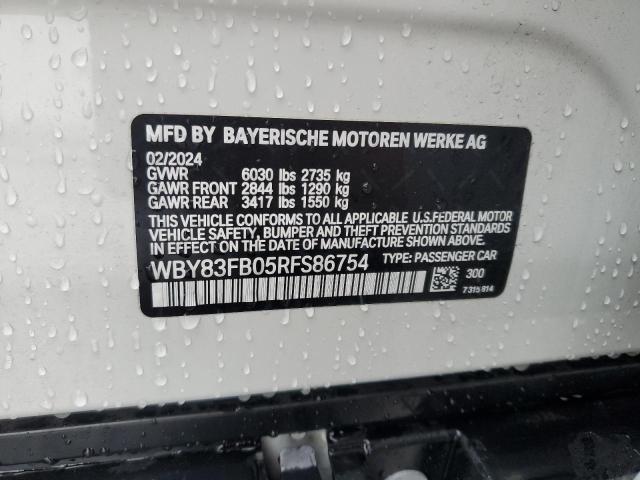 MFD BY BAYERISCHE MOTOREN WERKE AG
02/2024
GVWR 6030 lbs 2735 kg
GAWR FRONT 2844 lbs 1290 kg
GAWR REAR 3417 lbs 1550 kg
THIS VEHICLE CONFORMS TO ALL APPLICABLE U.S.FEDERAL MOTOR
VEHICLE SAFETY, BUMPER AND THEFT PREVENTION STANDARDS
IN EFFECT ON THE DATE OF MANUFACTURE SHOWN ABOVE.
WBY83FB05RFS86754 TYPE: PASSENGER CAR
300
7315814